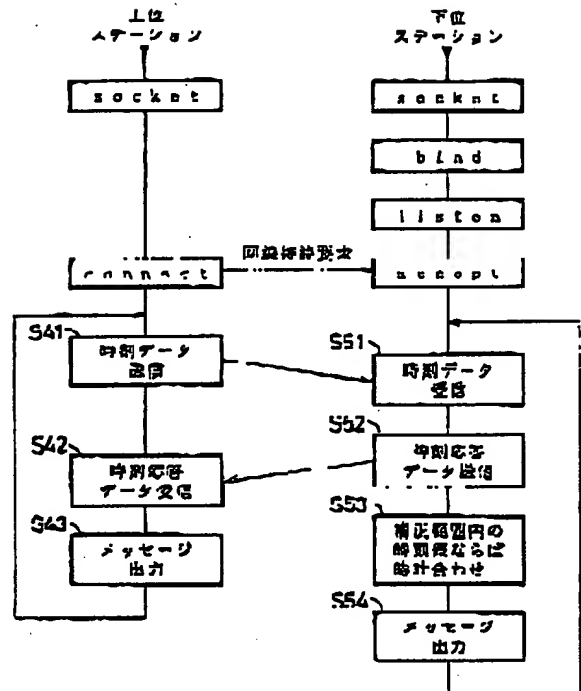 上位
ステーション
下位
ステーション
socket
socket
bind
listen
回線接続要求
connect
accept
S41
時刻データ
送信
S51
時刻データ
受信
S42
時刻応答
データ受信
S52
時刻応答
データ送信
S43
メッセージ
出力
S53
補正範囲内の
時刻差ならば
時計合わせ
S54
メッセージ
出力